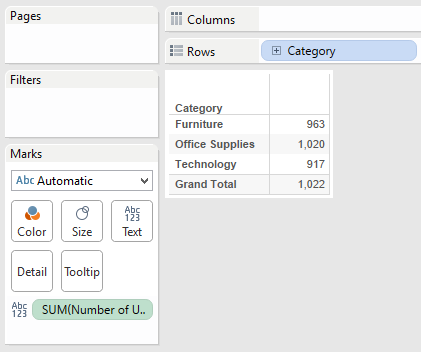 Pages
Columns
Rows
Category
Filters
Category
Furniture 963
Office Supplies 1,020
Technology 917
Grand Total 1,022
Marks
Abc Automatic
Color
Size
Abc
123
Text
Detail
Tooltip
Abc
123
SUM(Number of U..